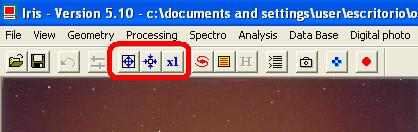 Iris - Version 5.10 - c:\documents and settings\user\escritorio\o
File View Geometry Processing Spectro Analysis Data Base Digital photo
x1 S H